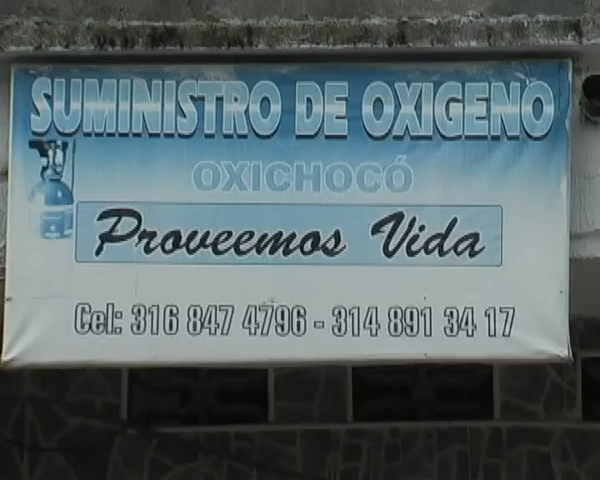 SUMINISTRO DE OXIGENO
OXICHOCÓ
Proveemos Vida
Cel: 316 847 4796 - 314 891 34 17